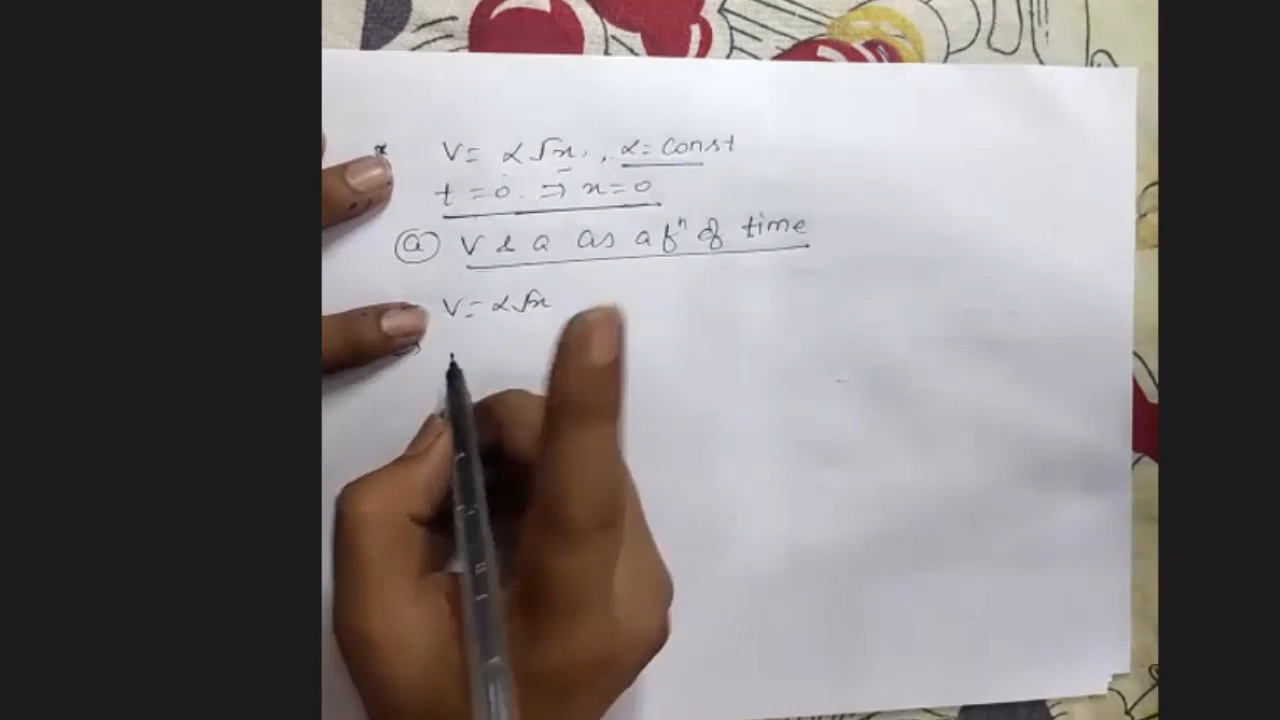 V = α√x, , α = Const
t = 0. ⇒ x = 0
(a) V & a as a fⁿ of time
V = α√x